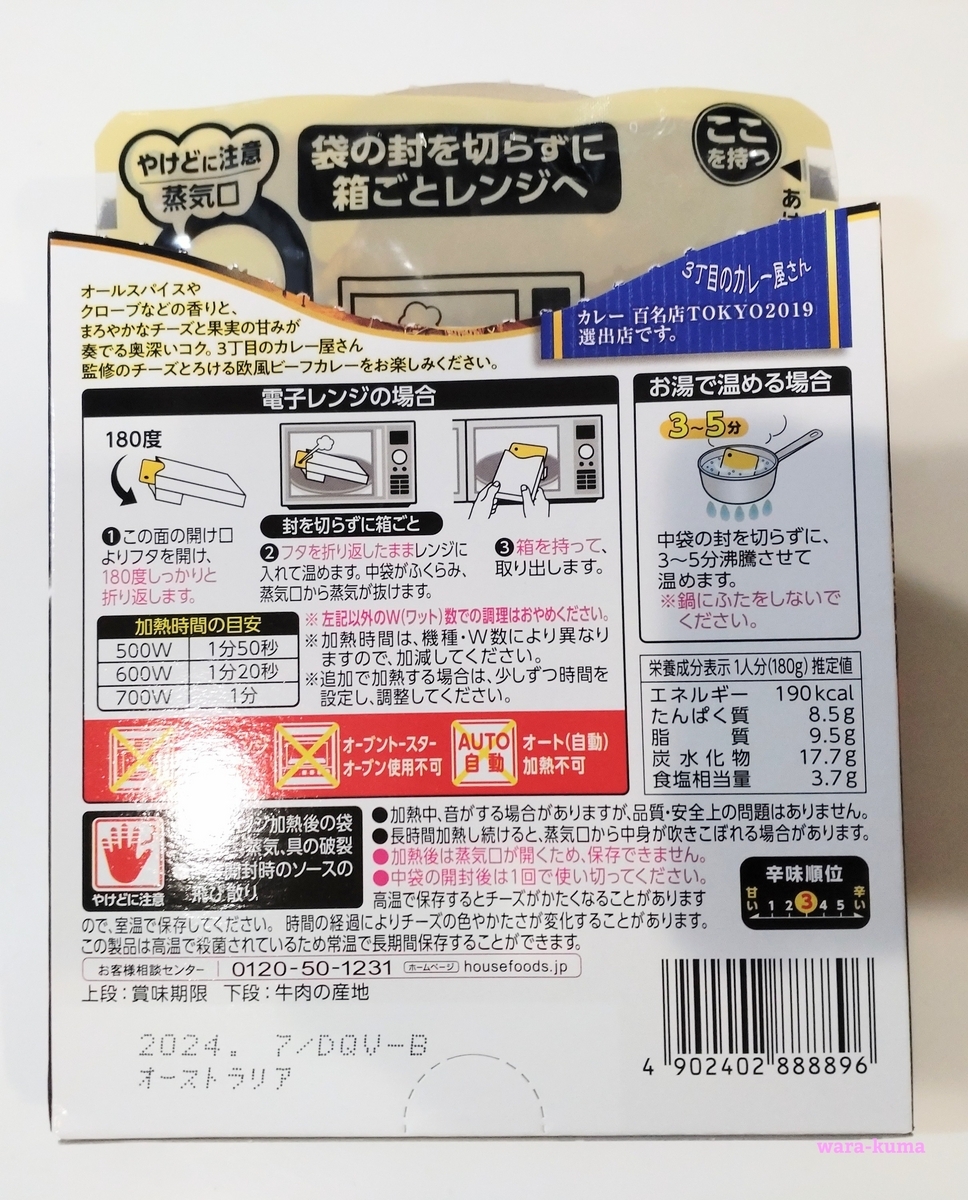 やけどに注意
蒸気口
袋の封を切らずに
箱ごとレンジへ
ここ
を持つ
オールスパイスや
クローブなどの香りと、
まろやかなチーズと果実の甘みが
奏でる奥深いコク。3丁目のカレー屋さん
監修のチーズとろける欧風ビーフカレーをお楽しみください。
3丁目のカレー屋さん
カレー 百名店TOKYO2019
選出店です。
電子レンジの場合
180度
❶この面の開け口
よりフタを開け、
180度しっかりと
折り返します。
封を切らずに箱ごと
❷フタを折り返したままレンジに
入れて温めます。中袋がふくらみ、
蒸気口から蒸気が抜けます。
❸箱を持って、
取り出します。
加熱時間の目安
500W 1分50秒
600W 1分20秒
700W 1分
※左記以外のW(ワット)数での調理はおやめください。
※加熱時間は、機種・W数により異なり
ますので、加減してください。
※追加で加熱する場合は、少しずつ時間を
設定し、調整してください。
オーブントースター
オーブン使用不可
AUTO
自動
オート(自動)
加熱不可
お湯で温める場合
3〜5分
中袋の封を切らずに、
3〜5分沸騰させて
温めます。
※鍋にふたをしないで
ください。
栄養成分表示 1人分(180g) 推定値
エネルギー 190kcal
たんぱく質 8.5g
脂質 9.5g
炭水化物 17.7g
食塩相当量 3.7g
やけどに注意
ジ加熱後の袋
蒸気、具の破裂
開封時のソースの
飛び散り
●加熱中、音がする場合がありますが、品質・安全上の問題はありません。
●長時間加熱し続けると、蒸気口から中身が吹きこぼれる場合があります。
●加熱後は蒸気口が開くため、保存できません。
●中袋の開封後は1回で使い切ってください。
高温で保存するとチーズがかたくなることがあります
ので、室温で保存してください。 時間の経過によりチーズの色やかたさが変化することがあります。
この製品は高温で殺菌されているため常温で長期間保存することができます。
辛味順位
甘い 1 2 3 4 5 辛い
お客様相談センター 0120-50-1231 ホームページ housefoods.jp
上段:賞味期限 下段:牛肉の産地
2024. 7/DQV-B
オーストラリア
4 902402 888896
wara-kuma